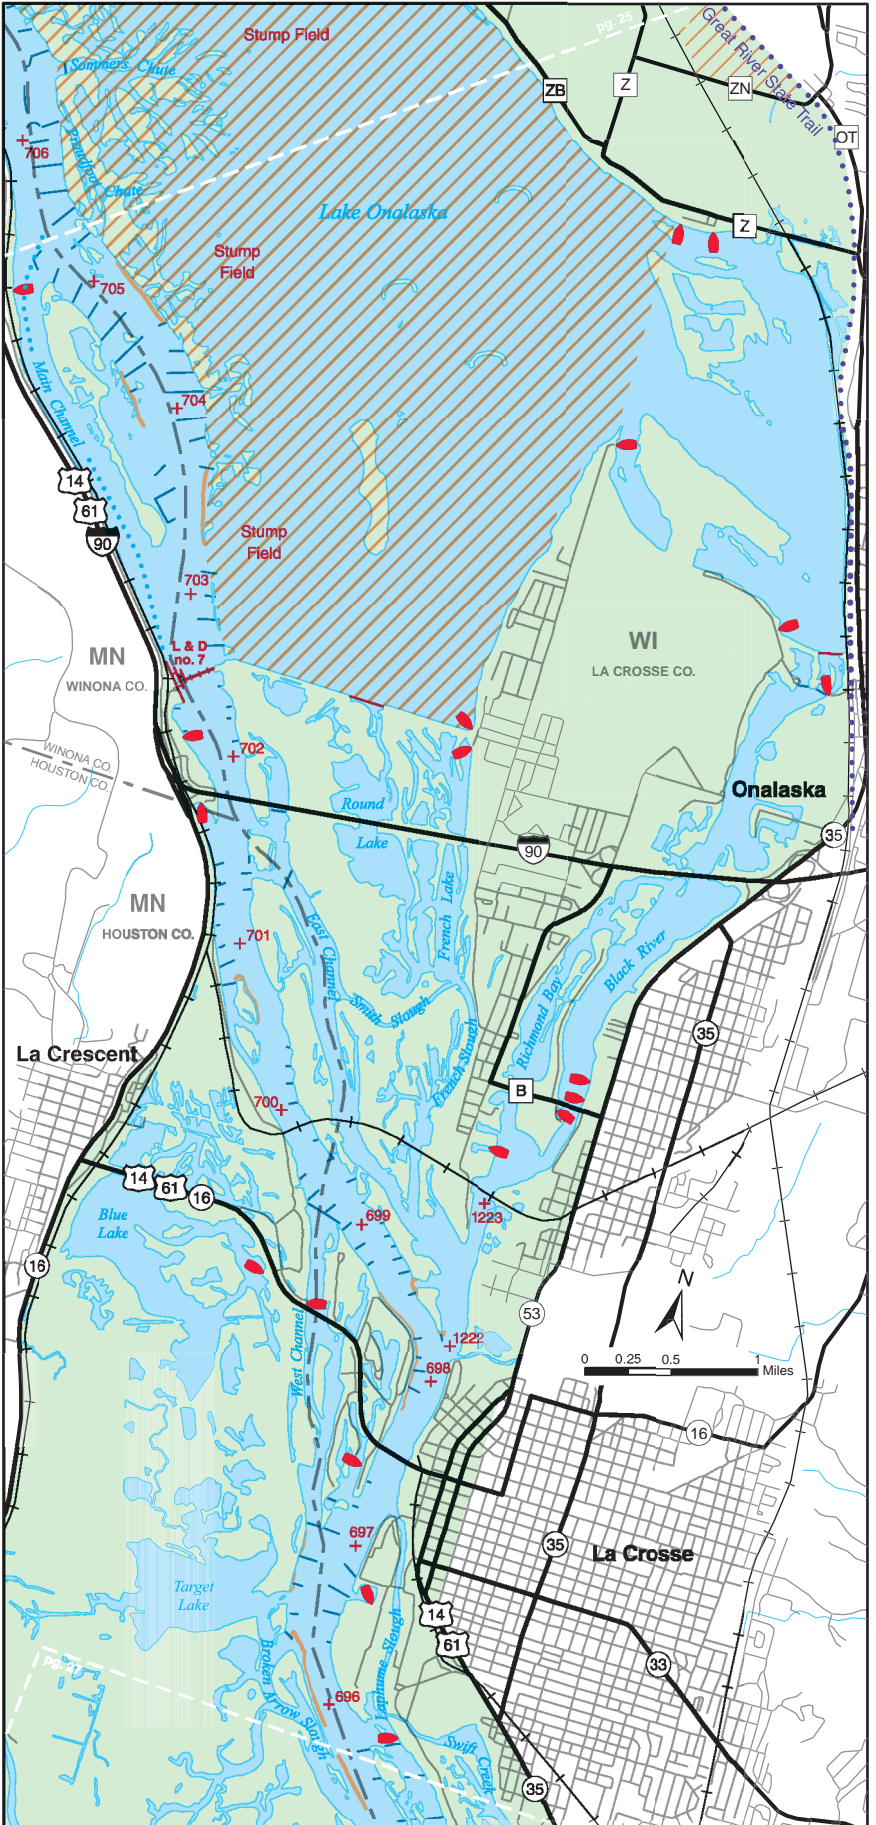 Stump Field
pg. 25
Great River State Trail
Sommers Chute
ZB
Z
ZN
OT
706
Proudfoot Chute
Lake Onalaska
Z
Stump
Field
705
Main Channel
704
14
61
90
Stump
Field
703
WI
LA CROSSE CO.
L & D
no. 7
MN
WINONA CO.
702
WINONA CO.
HOUSTON CO.
Onalaska
Round
Lake
35
90
MN
HOUSTON CO.
French Lake
East Channel
701
Black River
Richmond Bay
Smith Slough
French Slough
35
La Crescent
B
700
14
61
16
699
1223
Blue
Lake
16
N
53
West Channel
1222
0
0.25
0.5
1
Miles
698
16
697
35
La Crosse
Target
Lake
14
61
Laphume Slough
33
Broken Arrow Slough
pg. 27
696
Swift Creek
35